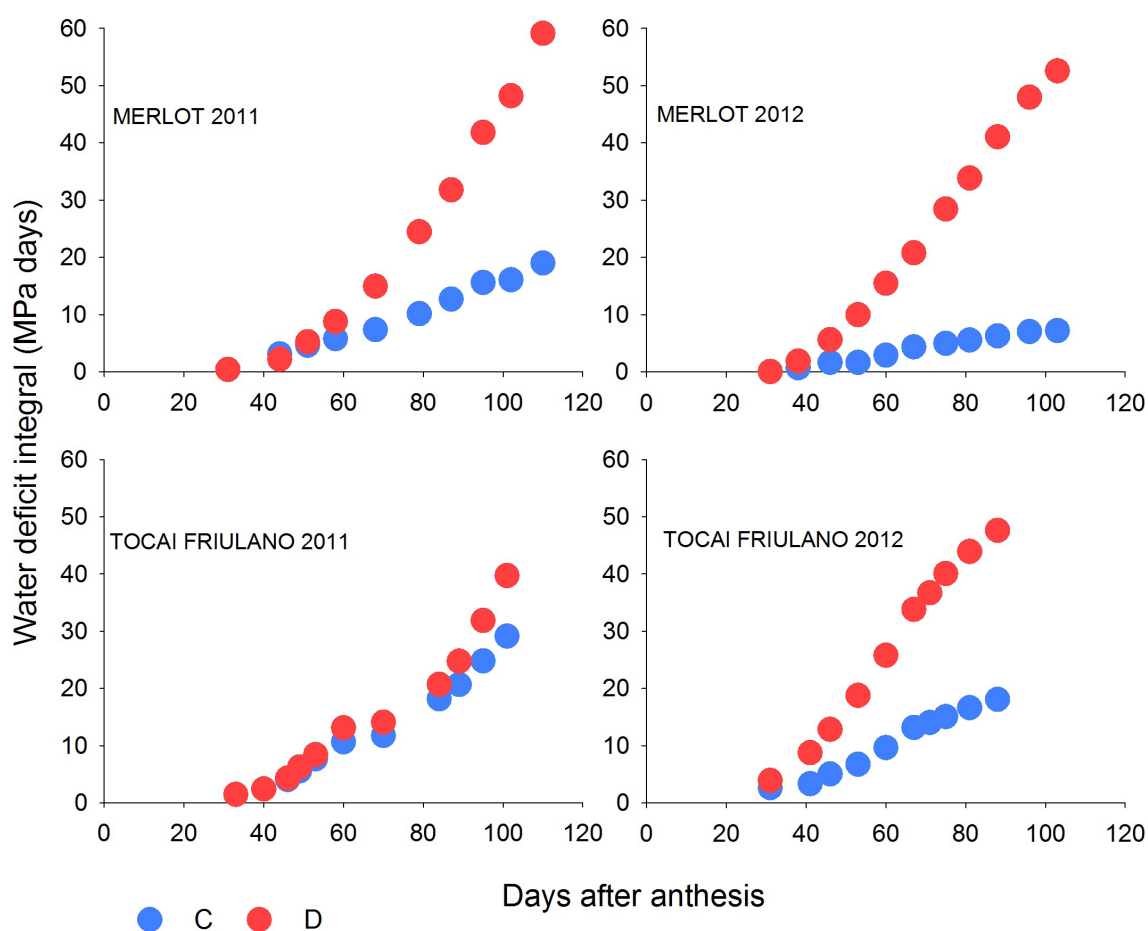 Water deficit integral (MPa days)
60
50
40
30
20
10
0
0 20 40 60 80 100 120
MERLOT 2011
60
50
40
30
20
10
0
0 20 40 60 80 100 120
MERLOT 2012
60
50
40
30
20
10
0
0 20 40 60 80 100 120
TOCAI FRIULANO 2011
60
50
40
30
20
10
0
0 20 40 60 80 100 120
TOCAI FRIULANO 2012
Days after anthesis
C D